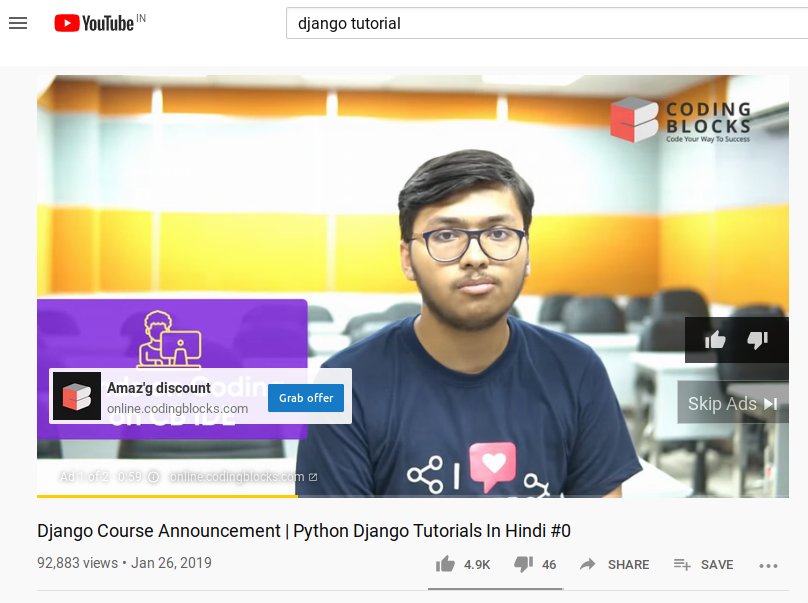 YouTube IN
django tutorial
CODING
BLOCKS
Code Your Way To Success
Amaz'g discount
online.codingblocks.com
Grab offer
Skip Ads
Ad 1 of 2 · 0:59
online.codingblocks.com
Django Course Announcement | Python Django Tutorials In Hindi #0
92,883 views • Jan 26, 2019
4.9K
46
SHARE
SAVE